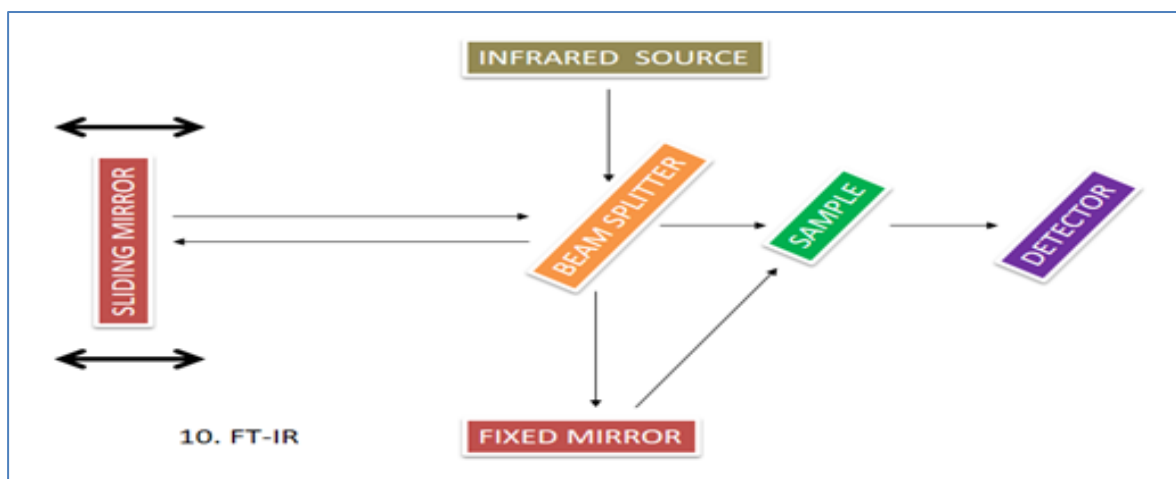 INFRARED SOURCE
SLIDING MIRROR
BEAM SPLITTER
SAMPLE
DETECTOR
10. FT-IR
FIXED MIRROR